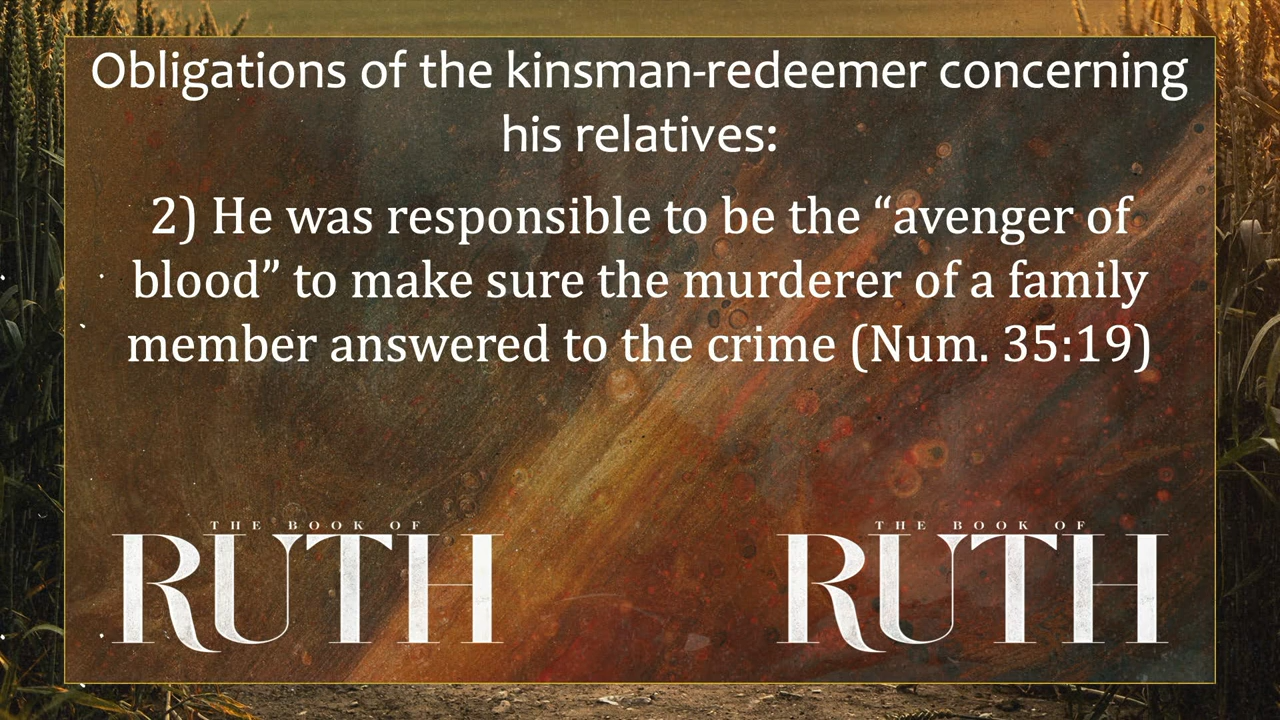 Obligations of the kinsman-redeemer concerning
his relatives:
2) He was responsible to be the “avenger of
blood” to make sure the murderer of a family
member answered to the crime (Num. 35:19)
THE BOOK OF
RUTH
THE BOOK OF
RUTH